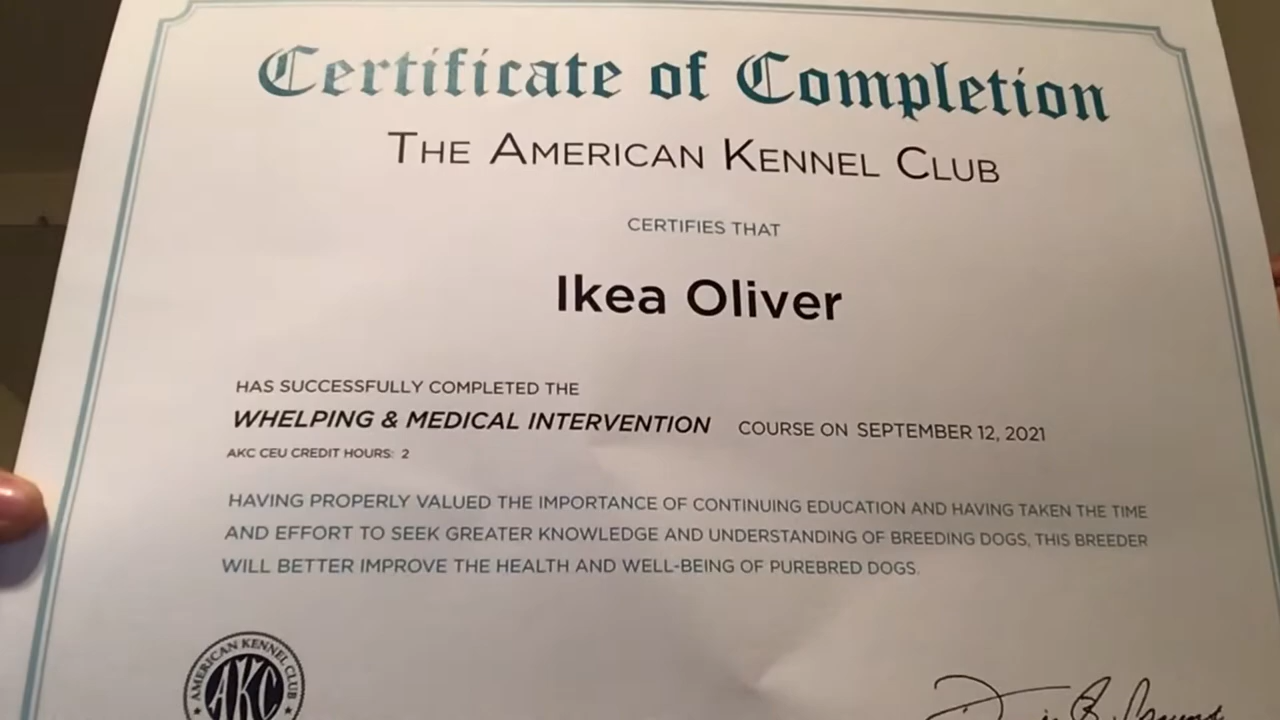 Certificate of Completion
THE AMERICAN KENNEL CLUB
CERTIFIES THAT
Ikea Oliver
HAS SUCCESSFULLY COMPLETED THE
WHELPING & MEDICAL INTERVENTION COURSE ON SEPTEMBER 12, 2021
AKC CEU CREDIT HOURS: 2
HAVING PROPERLY VALUED THE IMPORTANCE OF CONTINUING EDUCATION AND HAVING TAKEN THE TIME
AND EFFORT TO SEEK GREATER KNOWLEDGE AND UNDERSTANDING OF BREEDING DOGS, THIS BREEDER
WILL BETTER IMPROVE THE HEALTH AND WELL-BEING OF PUREBRED DOGS.
AMERICAN KENNEL CLUB
AKC